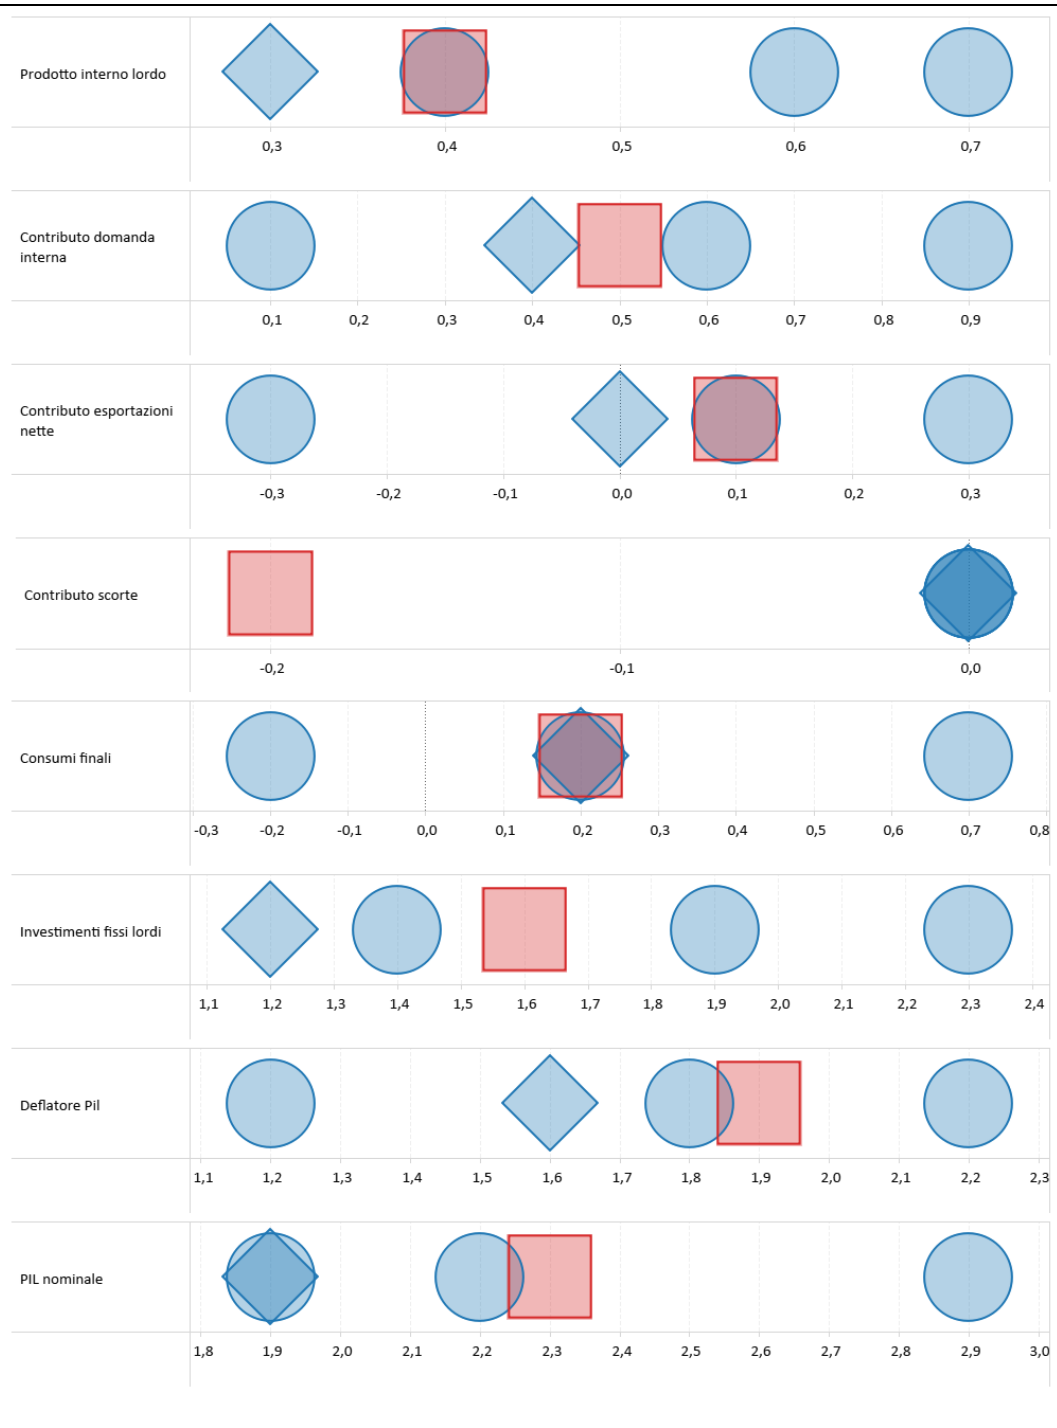 Prodotto interno lordo
0,3 0,4 0,5 0,6 0,7
Contributo domanda
interna
0,1 0,2 0,3 0,4 0,5 0,6 0,7 0,8 0,9
Contributo esportazioni
nette
-0,3 -0,2 -0,1 0,0 0,1 0,2 0,3
Contributo scorte
-0,2 -0,1 0,0
Consumi finali
-0,3 -0,2 -0,1 0,0 0,1 0,2 0,3 0,4 0,5 0,6 0,7 0,8
Investimenti fissi lordi
1,1 1,2 1,3 1,4 1,5 1,6 1,7 1,8 1,9 2,0 2,1 2,2 2,3 2,4
Deflatore Pil
1,1 1,2 1,3 1,4 1,5 1,6 1,7 1,8 1,9 2,0 2,1 2,2 2,3
PIL nominale
1,8 1,9 2,0 2,1 2,2 2,3 2,4 2,5 2,6 2,7 2,8 2,9 3,0